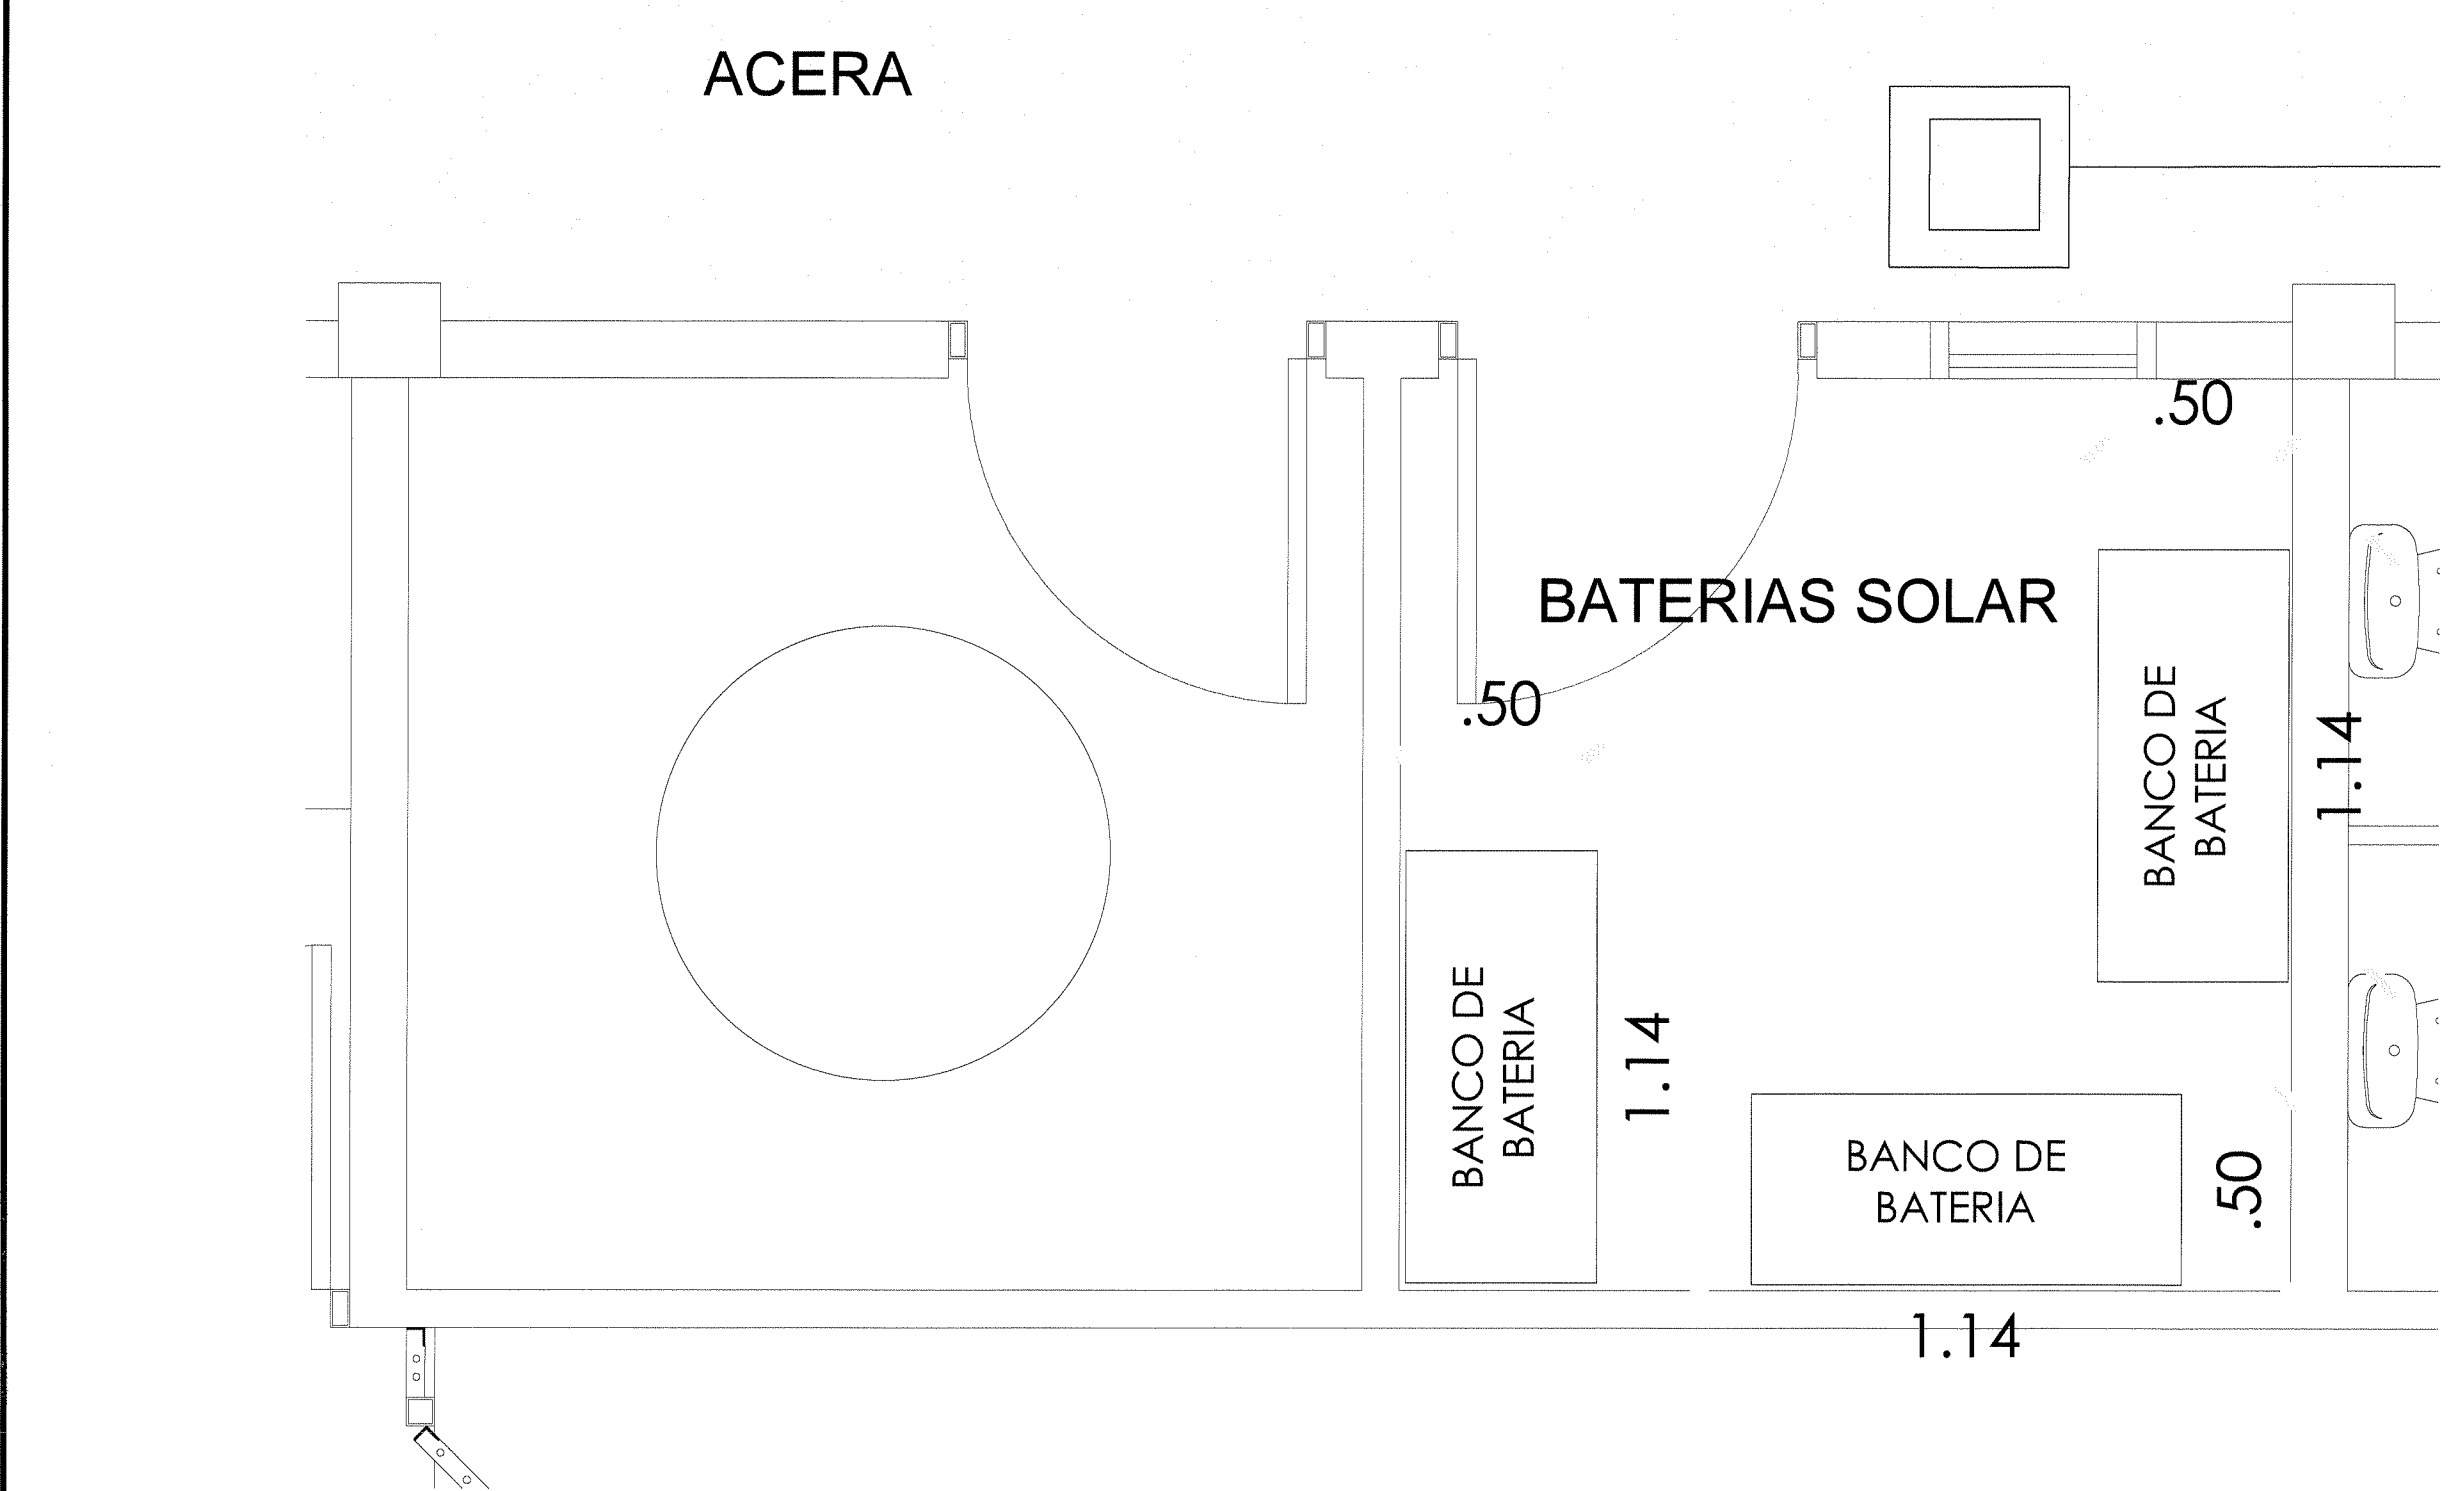 ACERA
.50
BATERIAS SOLAR
.50
BANCO DE
BATERIA
1.14
BANCO DE
BATERIA
1.14
BANCO DE
BATERIA
.50
1.14